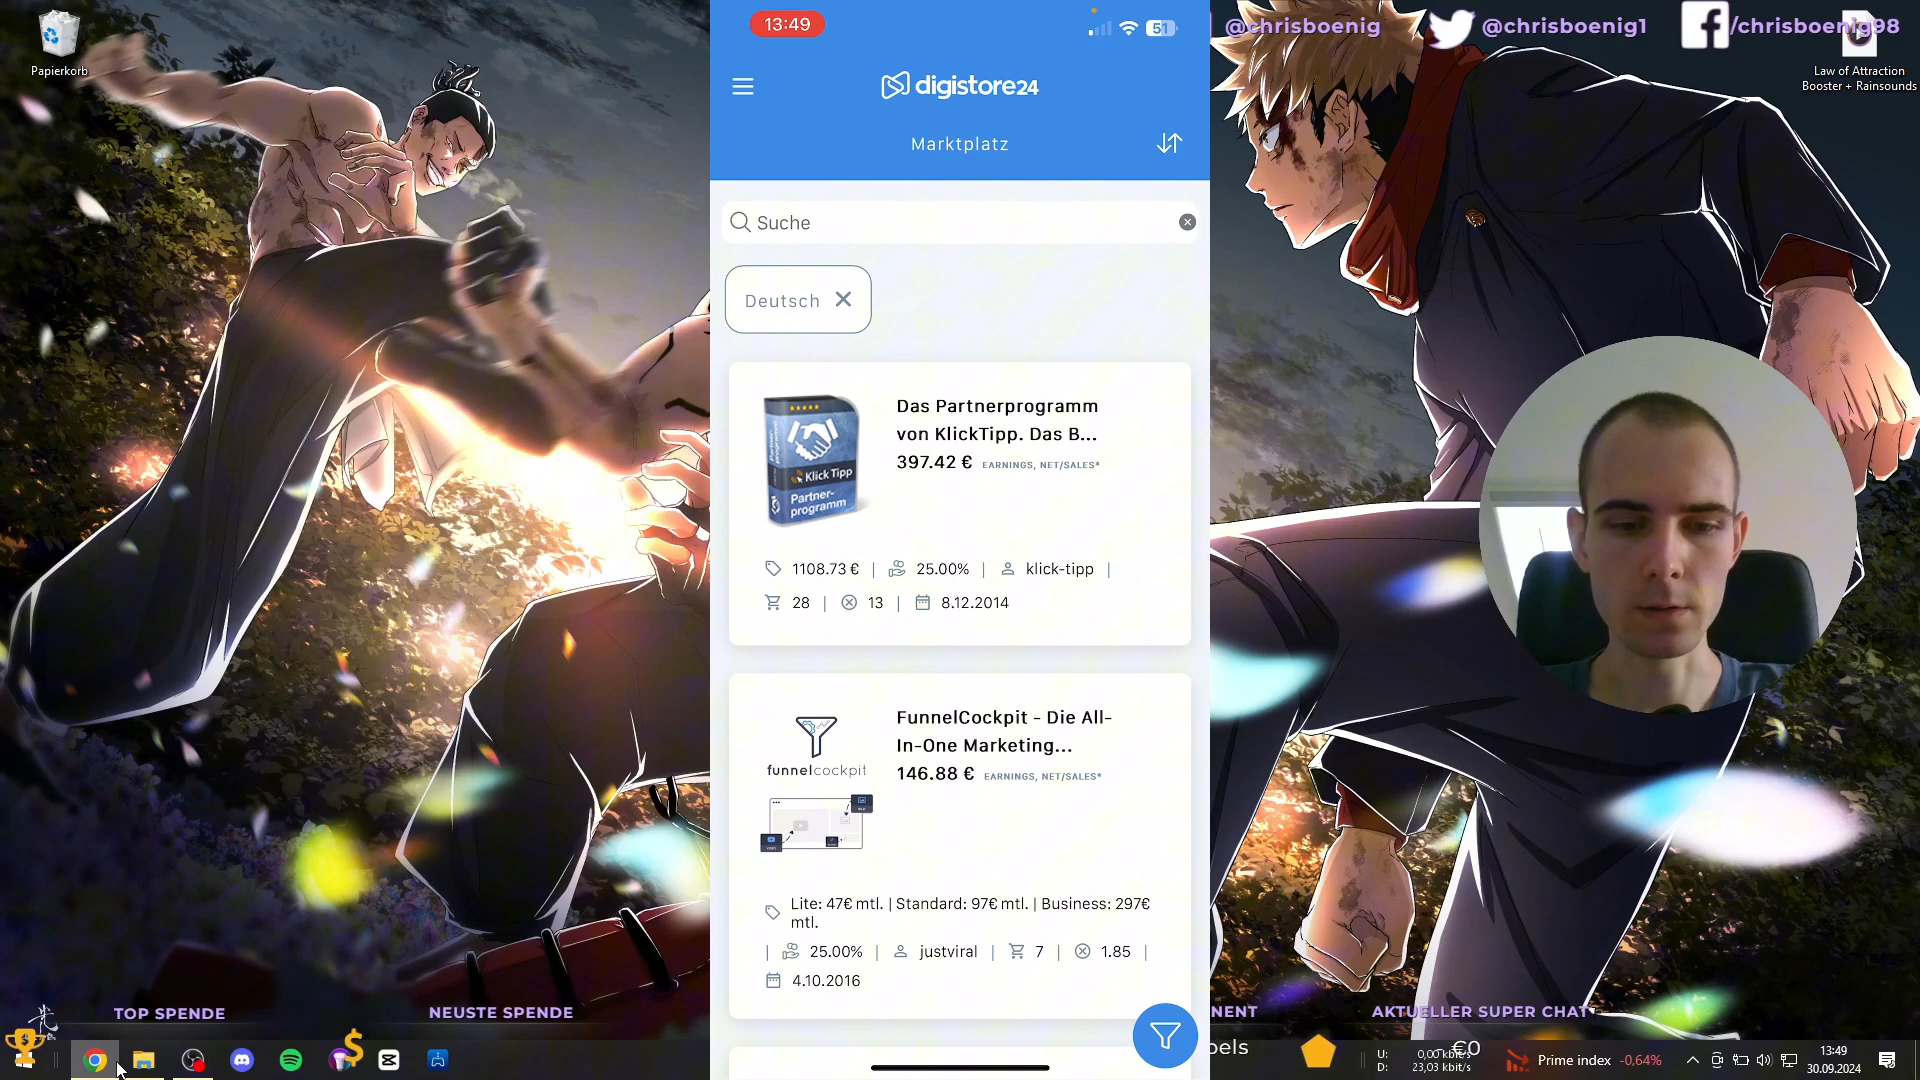 Papierkorb
13:49
51
digistore24
Marktplatz
Suche
Deutsch
Das Partnerprogramm
von KlickTipp. Das B...
397.42 € EARNINGS, NET/SALES*
Klick Tipp
Partner-
programm
1108.73 € | 25.00% | klick-tipp |
28 | 13 | 8.12.2014
FunnelCockpit - Die All-
In-One Marketing...
146.88 € EARNINGS, NET/SALES*
funnelcockpit
Lite: 47€ mtl. | Standard: 97€ mtl. | Business: 297€
mtl.
| 25.00% | justviral | 7 | 1.85 |
4.10.2016
@chrisboenig
@chrisboenig1
/chrisboenig98
Law of Attraction
Booster + Rainsounds
TOP SPENDE
NEUSTE SPENDE
NENT
AKTUELLER SUPER CHAT
€0
U: 0,00 kbit/s
D: 23,03 kbit/s
Prime index -0,64%
13:49
30.09.2024